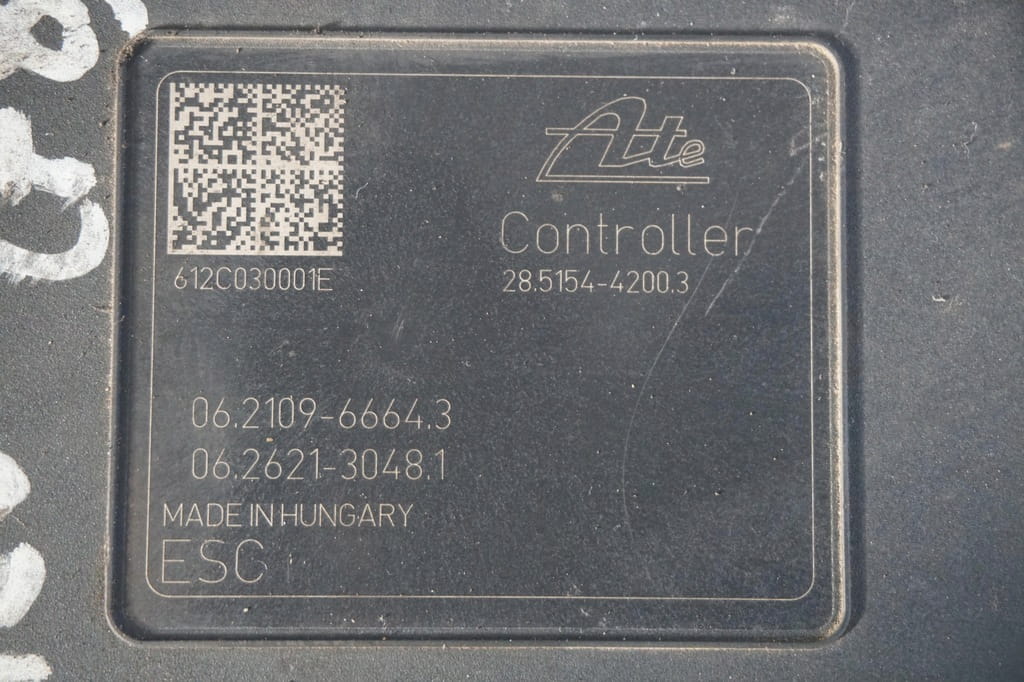 Ate
Controller
28.5154-4200.3
612C030001E
06.2109-6664.3
06.2621-3048.1
MADE IN HUNGARY
ESC